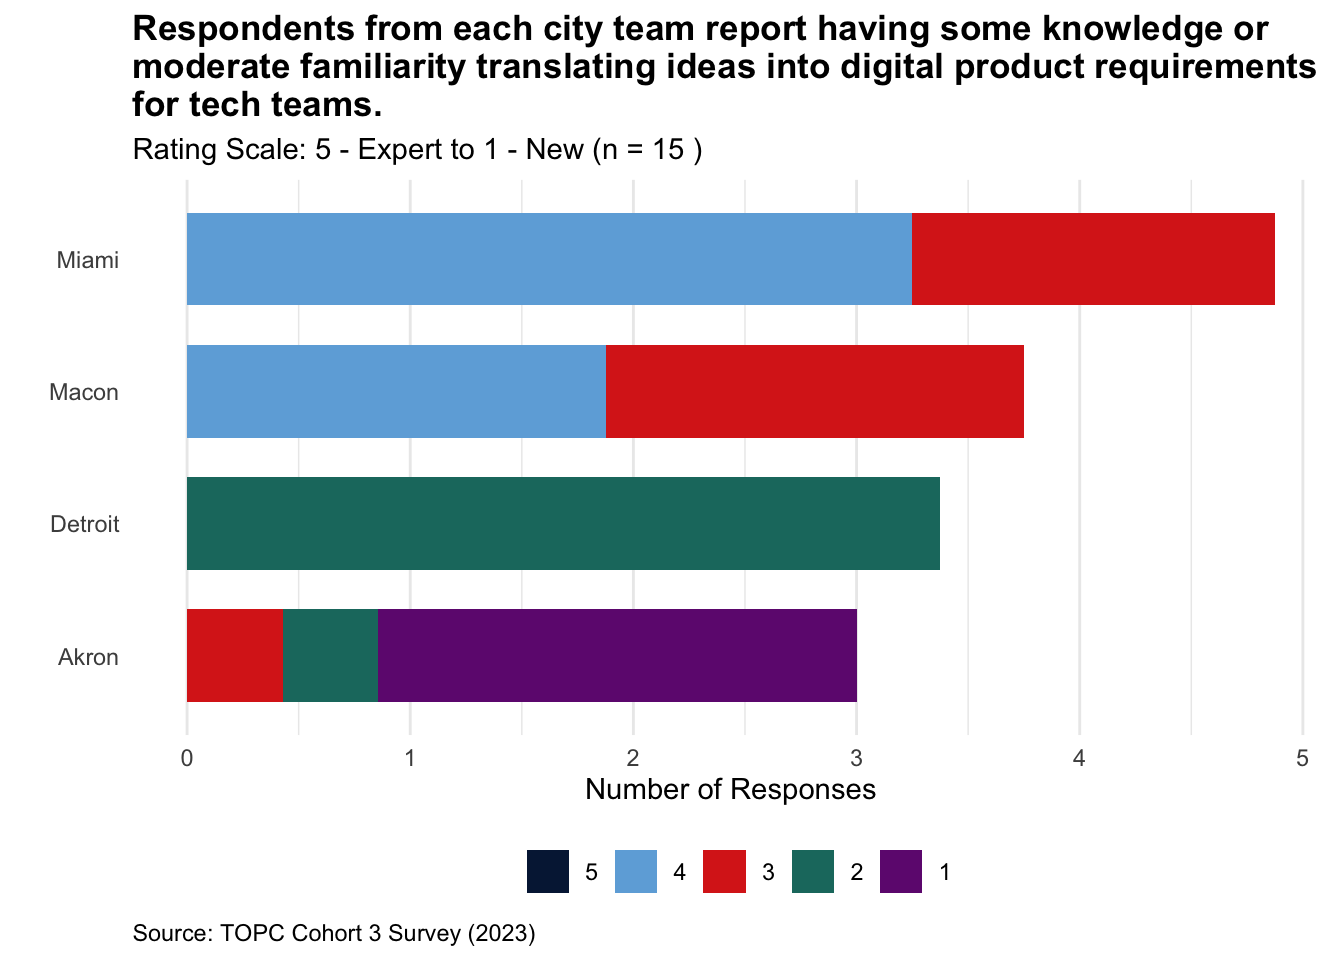 Respondents from each city team report having some knowledge or
moderate familiarity translating ideas into digital product requirements
for tech teams.
Rating Scale: 5 - Expert to 1 - New (n = 15 )
Miami
Macon
Detroit
Akron
0 1 2 3 4 5
Number of Responses
5 4 3 2 1
Source: TOPC Cohort 3 Survey (2023)